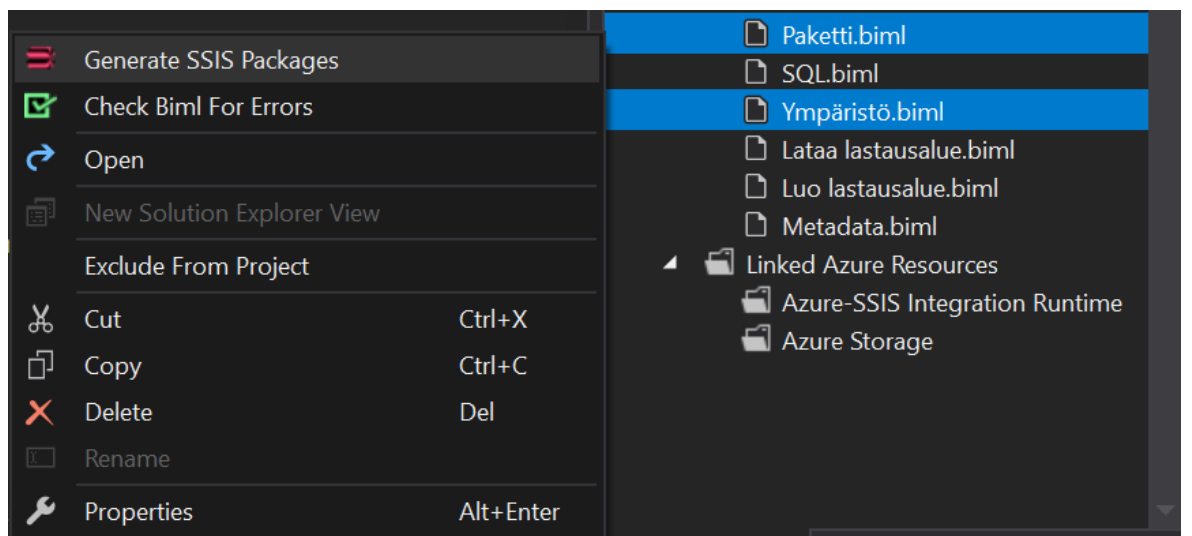 Generate SSIS Packages
Check Biml For Errors
Open
New Solution Explorer View
Exclude From Project
Cut Ctrl+X
Copy Ctrl+C
Delete Del
Rename
Properties Alt+Enter
Paketti.biml
SQL.biml
Ympäristö.biml
Lataa lastausalue.biml
Luo lastausalue.biml
Metadata.biml
Linked Azure Resources
Azure-SSIS Integration Runtime
Azure Storage